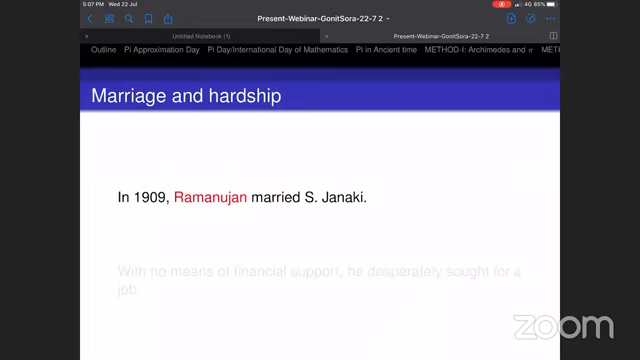 5:07 PM Wed 22 Jul
4G 65%
Present-Webinar-GonitSora-22-7 2
Untitled Notebook (1)
Present-Webinar-GonitSora-22-7 2
Outline Pi Approximation Day Pi Day/International Day of Mathematics Pi in Ancient time METHOD-I: Archimedes and π METH
Marriage and hardship
In 1909, Ramanujan married S. Janaki.
With no means of financial support, he desperately sought for a
job
zoom